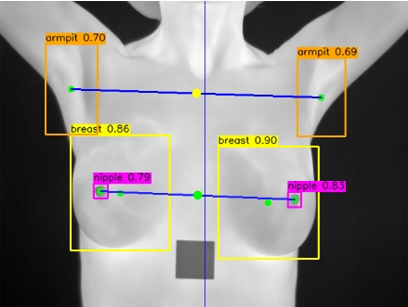 armpit 0.70
armpit 0.69
breast 0.86
breast 0.90
nipple 0.79
nipple 0.83